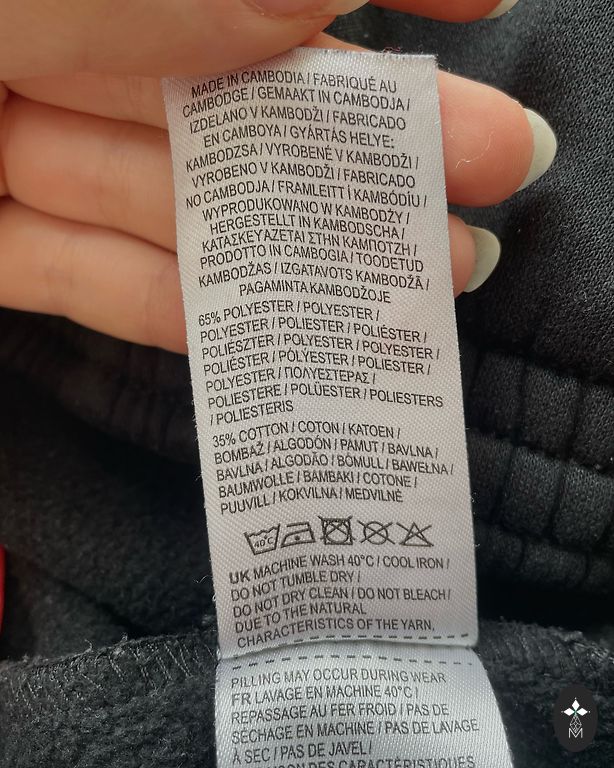 MADE IN CAMBODIA / FABRIQUÉ AU
CAMBODGE / GEMAAKT IN CAMBODJA /
IZDELANO V KAMBODŽI / FABRICADO
EN CAMBOYA / GYÁRTÁS HELYE:
KAMBODZSA / VYROBENÉ V KAMBODŽI /
VYROBENO V KAMBODŽI / FABRICADO
NO CAMBODJA / FRAMLEITT Í KAMBÓDÍU /
WYPRODUKOWANO W KAMBODŻY /
HERGESTELLT IN KAMBODSCHA /
ΚΑΤΑΣΚΕΥΑΖΕΤΑΙ ΣΤΗΝ ΚΑΜΠΟΤΖΗ /
PRODOTTO IN CAMBOGIA / TOODETUD
KAMBODŽAS / IZGATAVOTS KAMBODŽĀ /
PAGAMINTA KAMBODŽOJE
65% POLYESTER / POLYESTER /
POLYESTER / POLIESTER / POLIÉSTER /
POLIÉSZTER / POLYESTER / POLYESTER /
POLIÉSTER / PÓLÝESTER / POLIESTER /
POLYESTER / ΠΟΛΥΕΣΤΕΡΑΣ /
POLIESTERE / POLÜESTER / POLIESTERS
/ POLIESTERIS
35% COTTON / COTON / KATOEN /
BOMBAŽ / ALGODÓN / PAMUT / BAVLNA /
BAVLNA / ALGODÃO / BÓMULL / BAWEŁNA /
BAUMWOLLE / BAMBAKI / COTONE /
PUUVILL / KOKVILNA / MEDVILNĖ
40°C
UK MACHINE WASH 40°C / COOL IRON /
DO NOT TUMBLE DRY /
DO NOT DRY CLEAN / DO NOT BLEACH /
DUE TO THE NATURAL
CHARACTERISTICS OF THE YARN,
PILLING MAY OCCUR DURING WEAR
FR LAVAGE EN MACHINE 40°C /
REPASSAGE AU FER FROID / PAS DE
SÉCHAGE EN MACHINE / PAS DE LAVAGE
À SEC / PAS DE JAVEL /
DES CARACTÉRISTIQUES
M